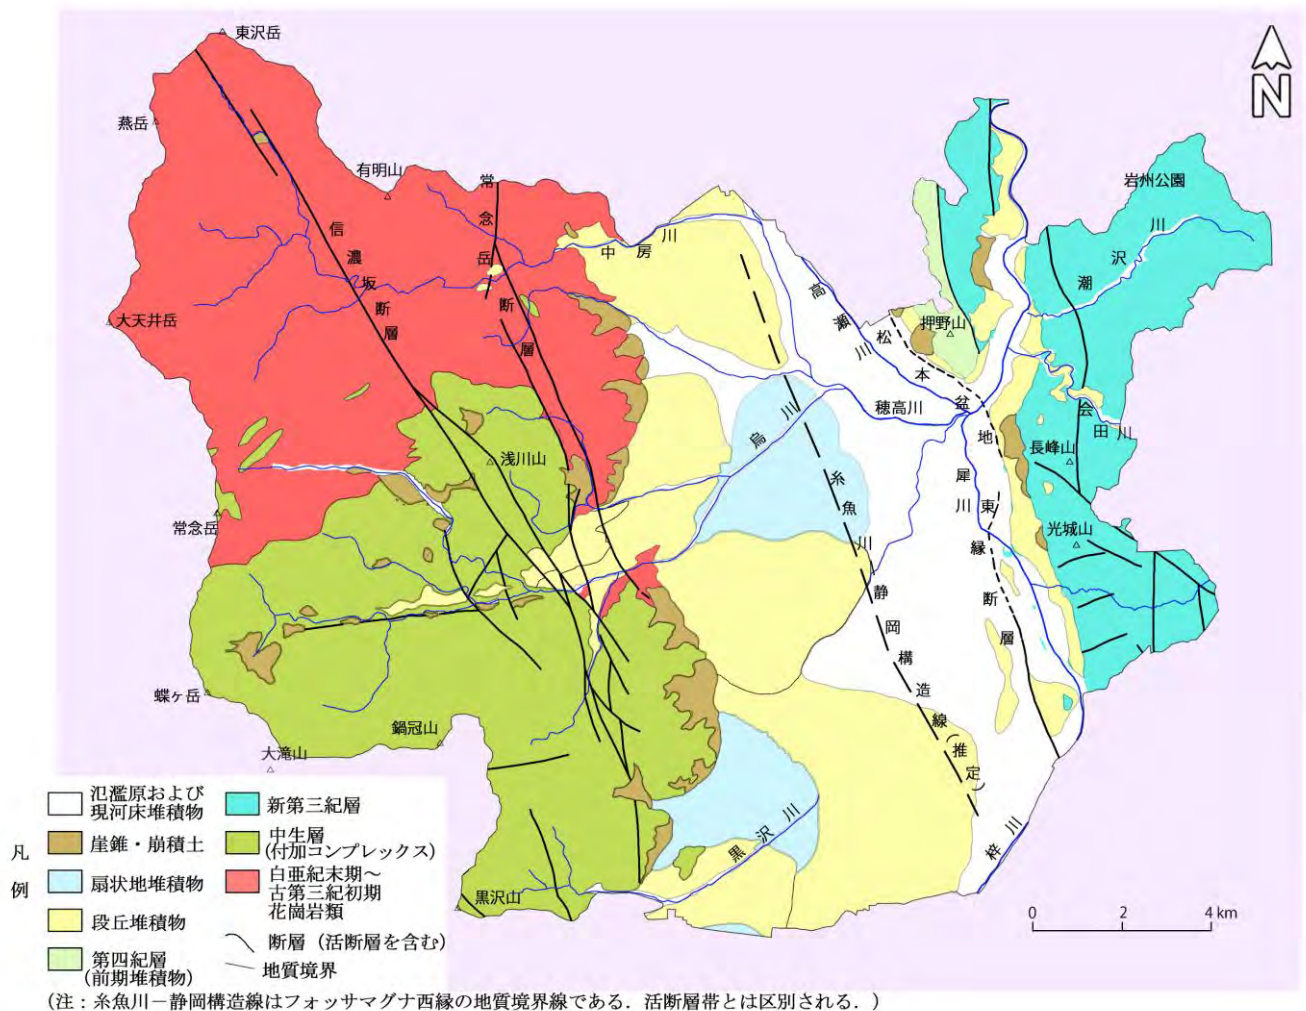 東沢岳
N
燕岳
有明山
常念岳断層
岩州公園
信濃坂断層
中房川
潮沢川
高瀬川
大天井岳
押野山
松本盆地東縁断層
穂高川
会田川
烏川
長峰山
浅川山
犀川
糸魚川静岡構造線(推定)
常念岳
光城山
蝶ヶ岳
鍋冠山
大滝山
黒沢川
梓川
黒沢山
凡例
氾濫原および
現河床堆積物
崖錐・崩積土
扇状地堆積物
段丘堆積物
第四紀層
(前期堆積物)
新第三紀層
中生層
(付加コンプレックス)
白亜紀末期～
古第三紀初期
花崗岩類
断層（活断層を含む）
地質境界
0 2 4 km
(注：糸魚川－静岡構造線はフォッサマグナ西縁の地質境界線である．活断層帯とは区別される．)